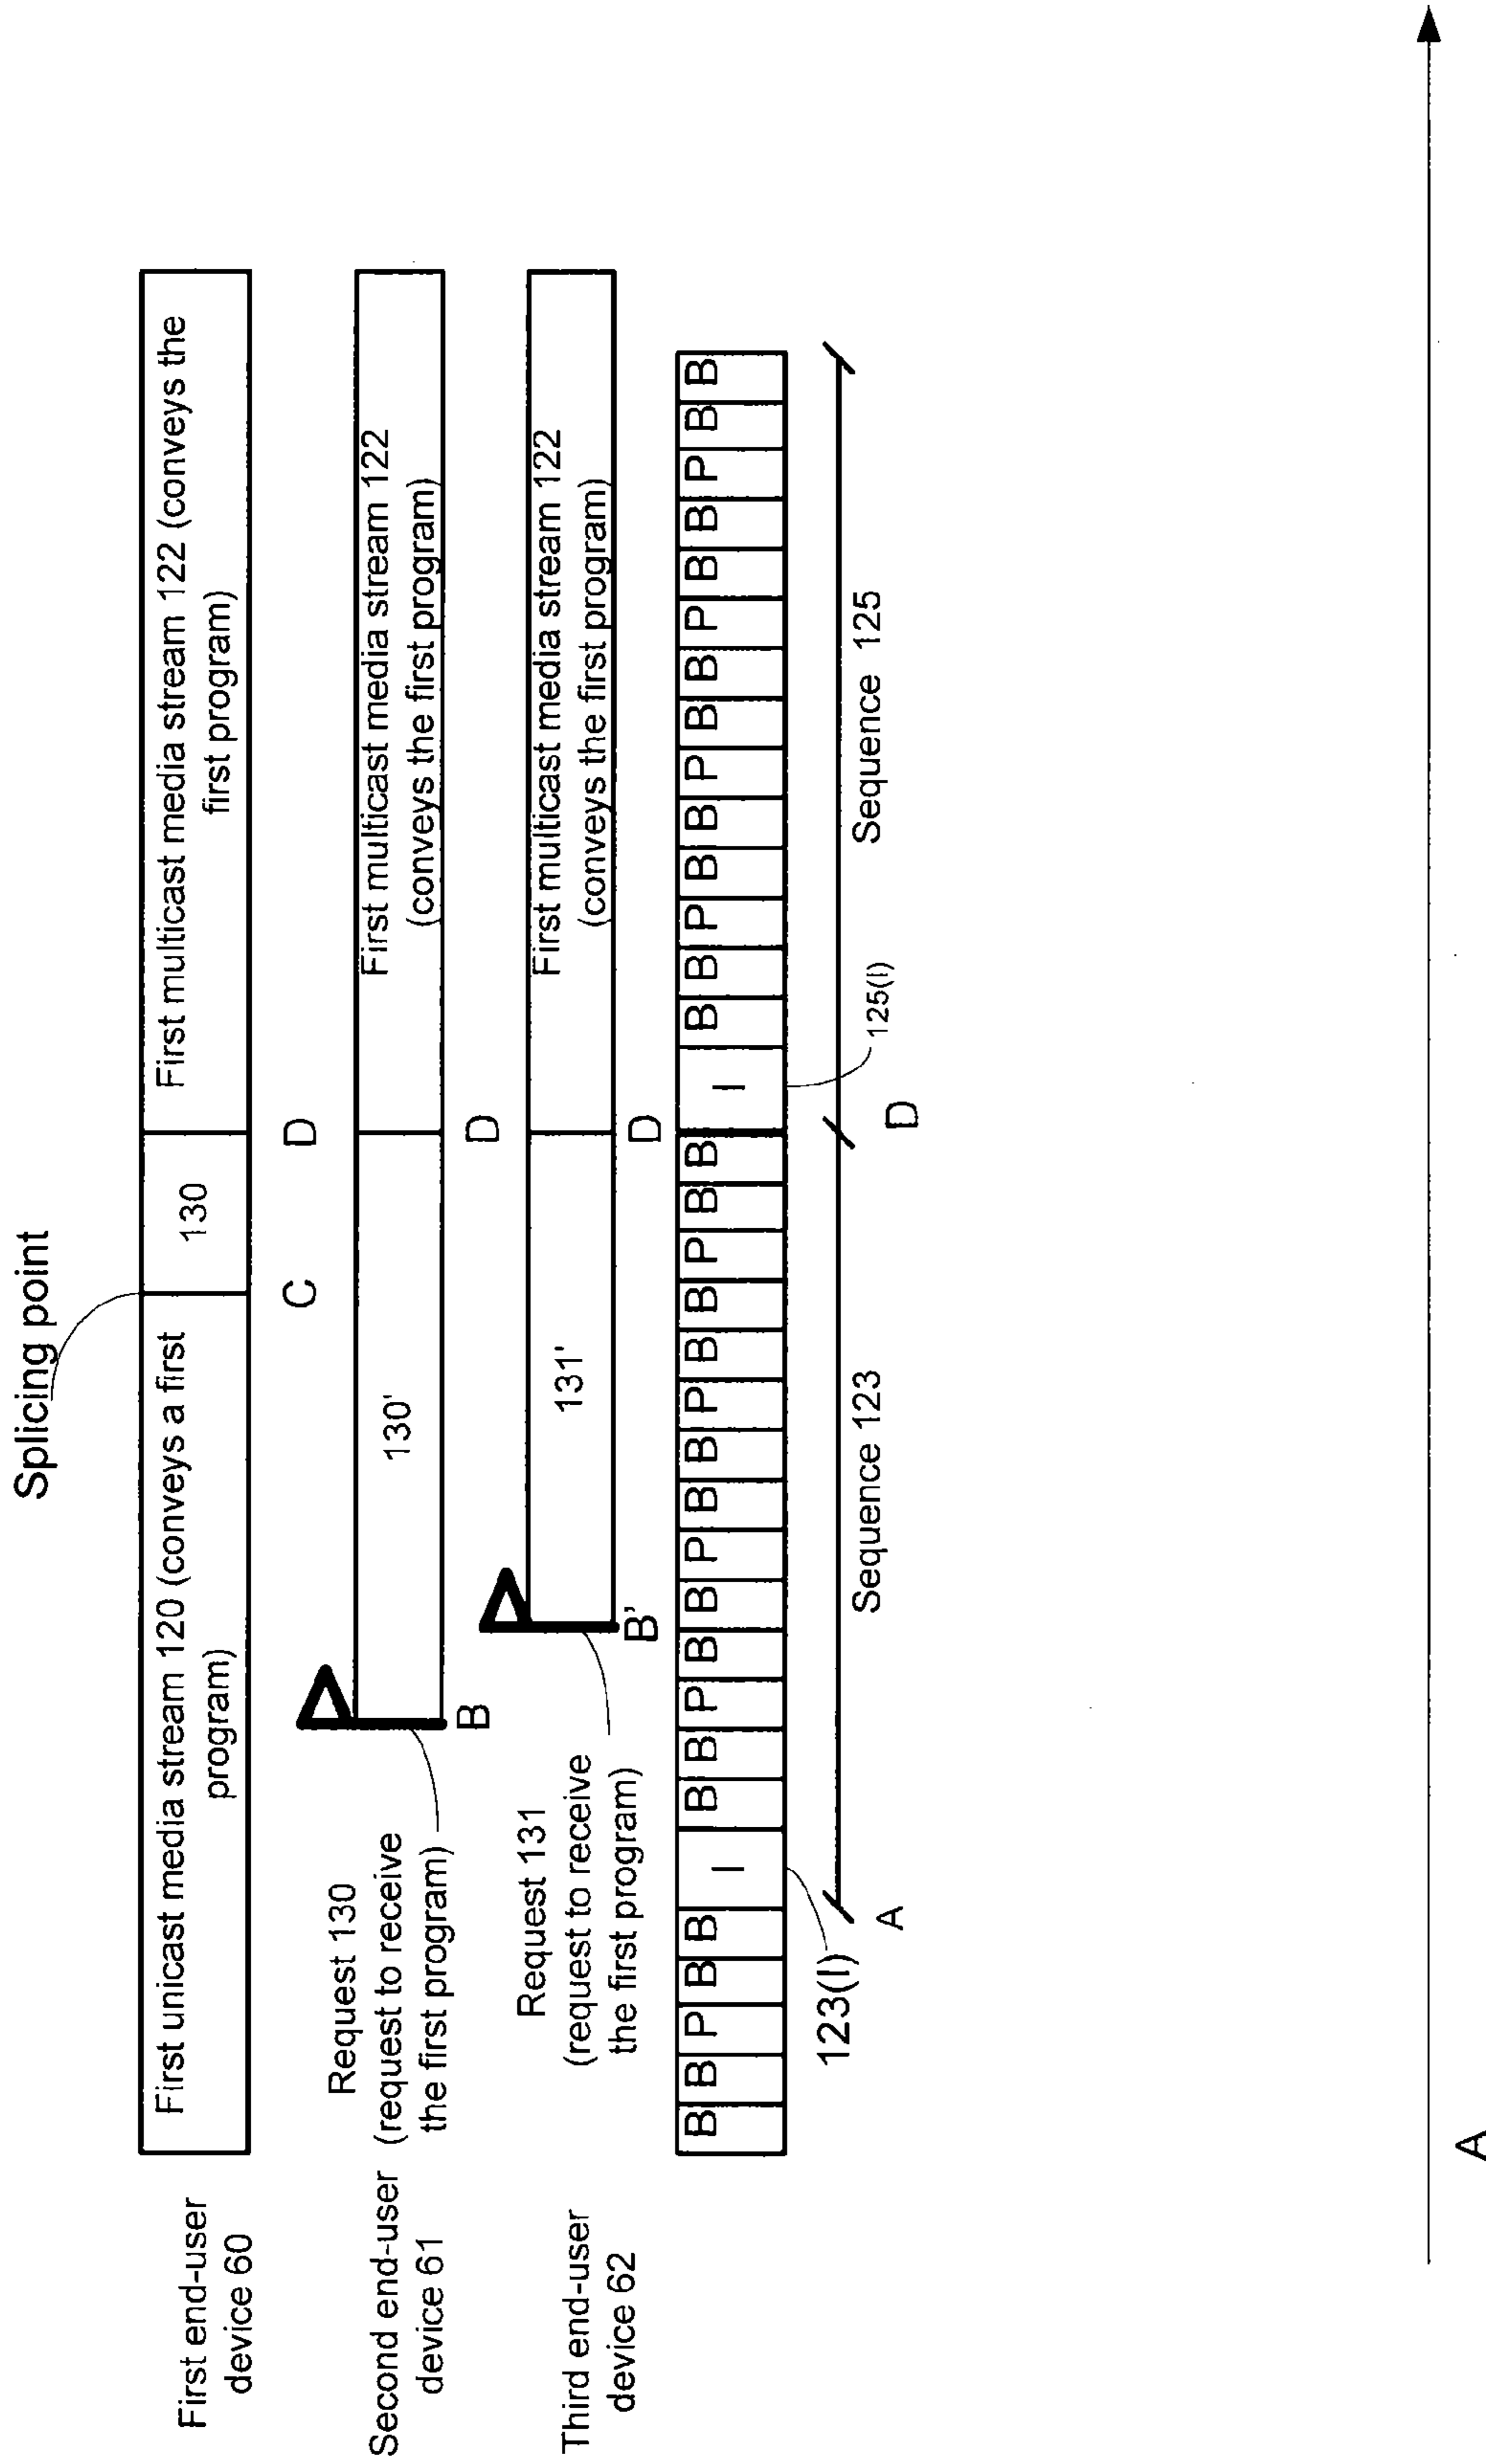 Splicing point
First end-user
device 60
First unicast media stream 120 (conveys a first
program)
130
First multicast media stream 122 (conveys the
first program)
C
D
Second end-user
device 61
Request 130
(request to receive
the first program)
130'
First multicast media stream 122
(conveys the first program)
B
D
Third end-user
device 62
Request 131
(request to receive
the first program)
131'
First multicast media stream 122
(conveys the first program)
B'
D
B B P B B I B B P B B P B B P B B P B B I B B P B B P B B P B B P B B
123(I)
A
Sequence 123
D
125(I)
Sequence 125
A